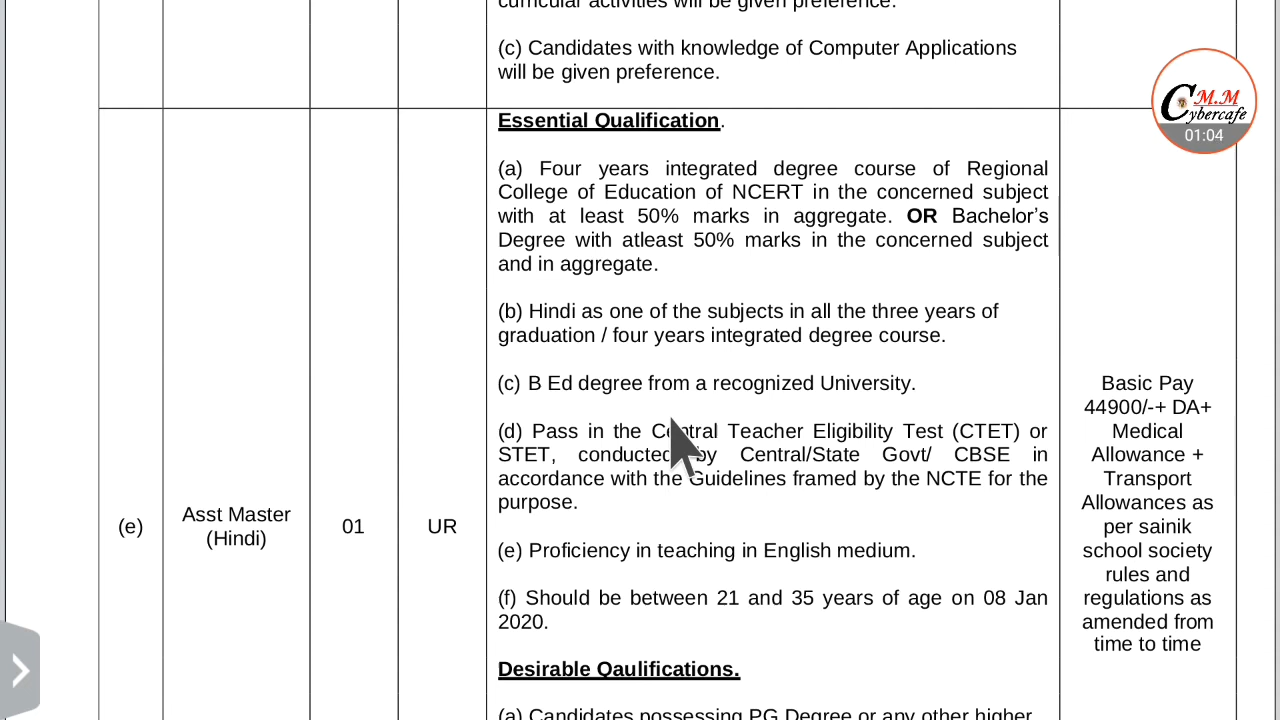 curricular activities will be given preference.
(c) Candidates with knowledge of Computer Applications
will be given preference.
Essential Qualification.
(a) Four years integrated degree course of Regional
College of Education of NCERT in the concerned subject
with at least 50% marks in aggregate. OR Bachelor's
Degree with atleast 50% marks in the concerned subject
and in aggregate.
(b) Hindi as one of the subjects in all the three years of
graduation / four years integrated degree course.
(c) B Ed degree from a recognized University.
(d) Pass in the Central Teacher Eligibility Test (CTET) or
STET, conducted by Central/State Govt/ CBSE in
accordance with the Guidelines framed by the NCTE for the
purpose.
(e) Proficiency in teaching in English medium.
(f) Should be between 21 and 35 years of age on 08 Jan
2020.
Desirable Qaulifications.
(a) Candidates possessing PG Degree or any other higher
(e)
Asst Master
(Hindi)
01
UR
Basic Pay
44900/-+ DA+
Medical
Allowance +
Transport
Allowances as
per sainik
school society
rules and
regulations as
amended from
time to time
M.M
Cybercafe
01:04